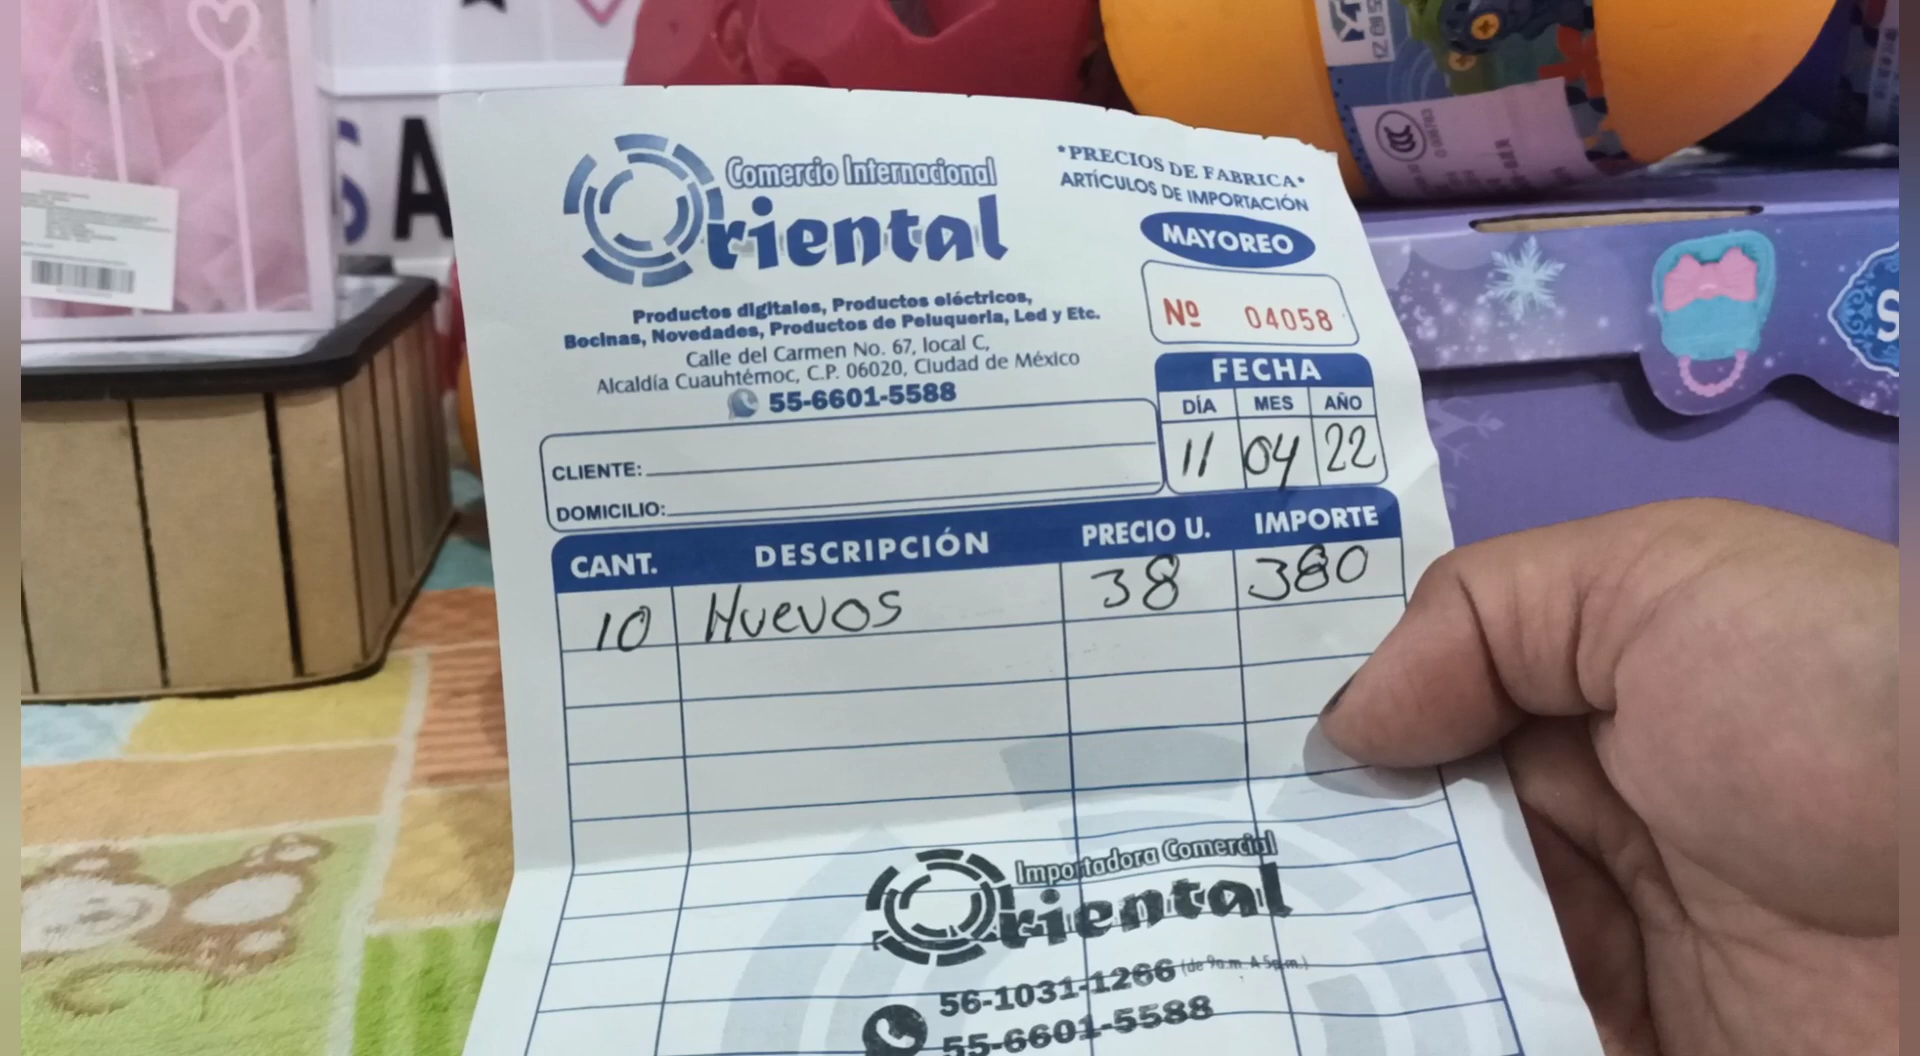 Comercio Internacional
Oriental
*PRECIOS DE FABRICA*
ARTÍCULOS DE IMPORTACIÓN
MAYOREO
Nº 04058
Productos digitales, Productos eléctricos,
Bocinas, Novedades, Productos de Peluqueria, Led y Etc.
Calle del Carmen No. 67, local C,
Alcaldía Cuauhtémoc, C.P. 06020, Ciudad de México
55-6601-5588
FECHA
DÍA MES AÑO
11 04 22
CLIENTE:
DOMICILIO:
CANT. DESCRIPCIÓN PRECIO U. IMPORTE
10 Huevos 38 380
Importadora Comercial
Oriental
56-1031-1266 (de 9a.m. A 5p.m.)
55-6601-5588
SA
S